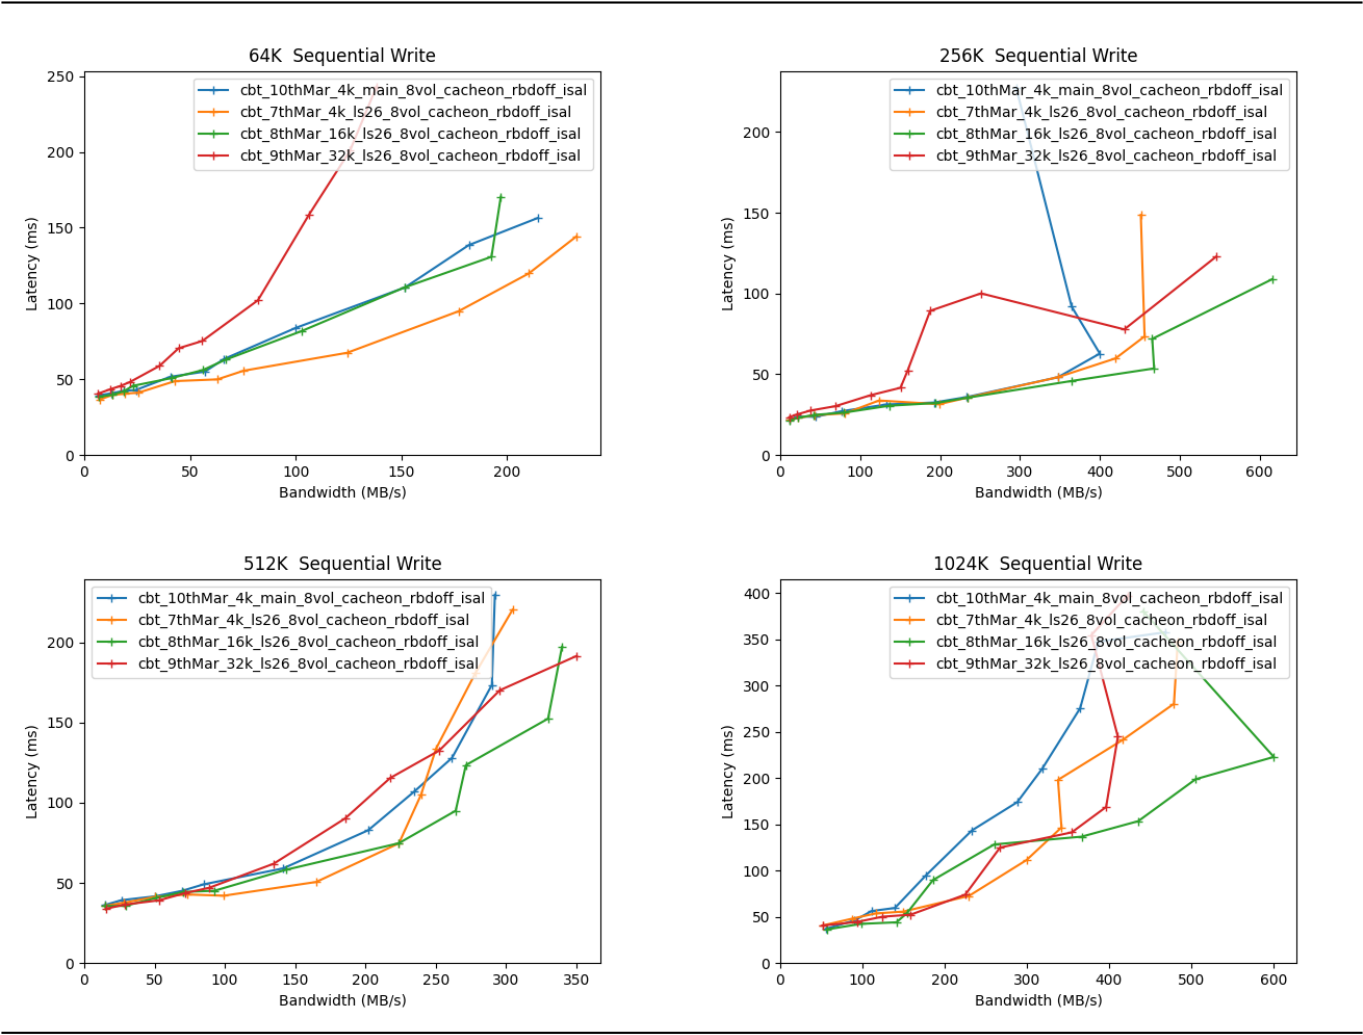 64K Sequential Write
250
200
150
100
50
0
0 50 100 150 200
Latency (ms)
Bandwidth (MB/s)
cbt_10thMar_4k_main_8vol_cacheon_rbdoff_isal
cbt_7thMar_4k_ls26_8vol_cacheon_rbdoff_isal
cbt_8thMar_16k_ls26_8vol_cacheon_rbdoff_isal
cbt_9thMar_32k_ls26_8vol_cacheon_rbdoff_isal
256K Sequential Write
200
150
100
50
0
0 100 200 300 400 500 600
Latency (ms)
Bandwidth (MB/s)
cbt_10thMar_4k_main_8vol_cacheon_rbdoff_isal
cbt_7thMar_4k_ls26_8vol_cacheon_rbdoff_isal
cbt_8thMar_16k_ls26_8vol_cacheon_rbdoff_isal
cbt_9thMar_32k_ls26_8vol_cacheon_rbdoff_isal
512K Sequential Write
200
150
100
50
0
0 50 100 150 200 250 300 350
Latency (ms)
Bandwidth (MB/s)
cbt_10thMar_4k_main_8vol_cacheon_rbdoff_isal
cbt_7thMar_4k_ls26_8vol_cacheon_rbdoff_isal
cbt_8thMar_16k_ls26_8vol_cacheon_rbdoff_isal
cbt_9thMar_32k_ls26_8vol_cacheon_rbdoff_isal
1024K Sequential Write
400
350
300
250
200
150
100
50
0
0 100 200 300 400 500 600
Latency (ms)
Bandwidth (MB/s)
cbt_10thMar_4k_main_8vol_cacheon_rbdoff_isal
cbt_7thMar_4k_ls26_8vol_cacheon_rbdoff_isal
cbt_8thMar_16k_ls26_8vol_cacheon_rbdoff_isal
cbt_9thMar_32k_ls26_8vol_cacheon_rbdoff_isal